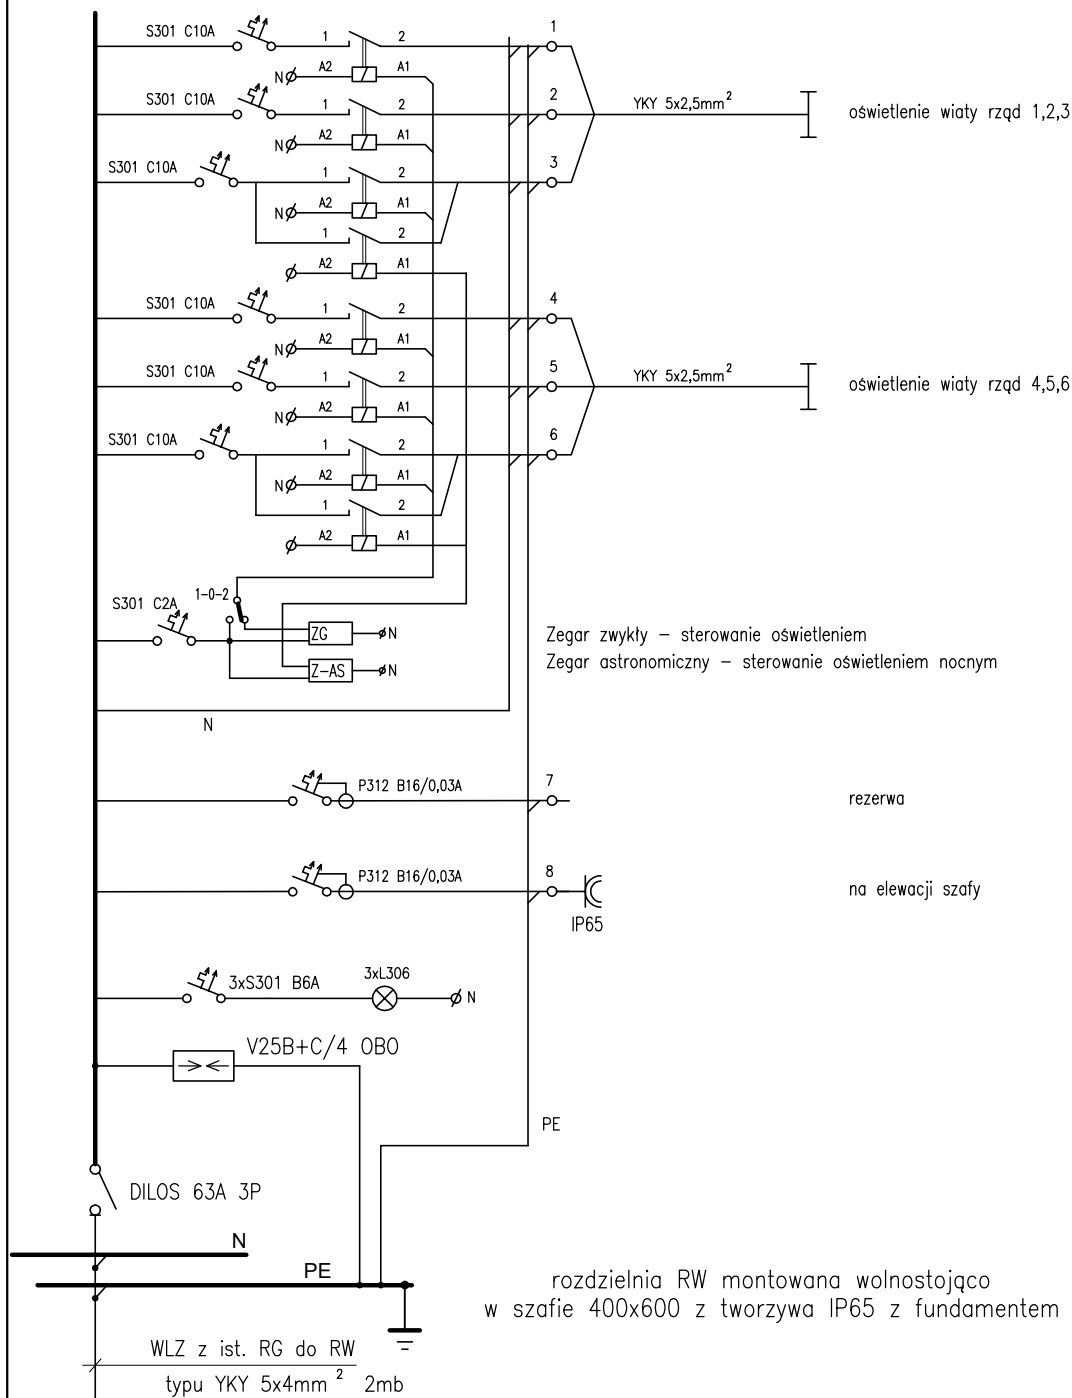 S301 C10A 1 2 1
N A2 A1
S301 C10A 1 2 2 YKY 5x2,5mm² oświetlenie wiaty rząd 1,2,3
N A2 A1
S301 C10A 1 2 3
N A2 A1
1 2
A2 A1
S301 C10A 1 2 4
N A2 A1
S301 C10A 1 2 5 YKY 5x2,5mm² oświetlenie wiaty rząd 4,5,6
N A2 A1
S301 C10A 1 2 6
N A2 A1
1 2
A2 A1
S301 C2A 1-0-2
ZG N Zegar zwykły – sterowanie oświetleniem
Z-AS N Zegar astronomiczny – sterowanie oświetleniem nocnym
N
P312 B16/0,03A 7 rezerwa
P312 B16/0,03A 8 na elewacji szafy
IP65
3xS301 B6A 3xL306 N
V25B+C/4 OBO
PE
DILOS 63A 3P
N
PE
rozdzielnia RW montowana wolnostojąco
w szafie 400x600 z tworzywa IP65 z fundamentem
WLZ z ist. RG do RW
typu YKY 5x4mm² 2mb